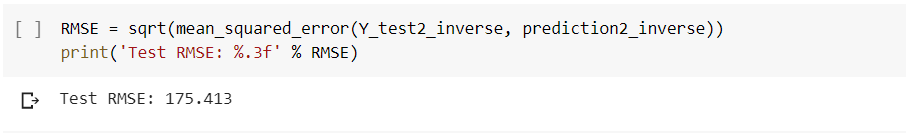 [ ] RMSE = sqrt(mean_squared_error(Y_test2_inverse, prediction2_inverse))
print('Test RMSE: %.3f' % RMSE)
Test RMSE: 175.413